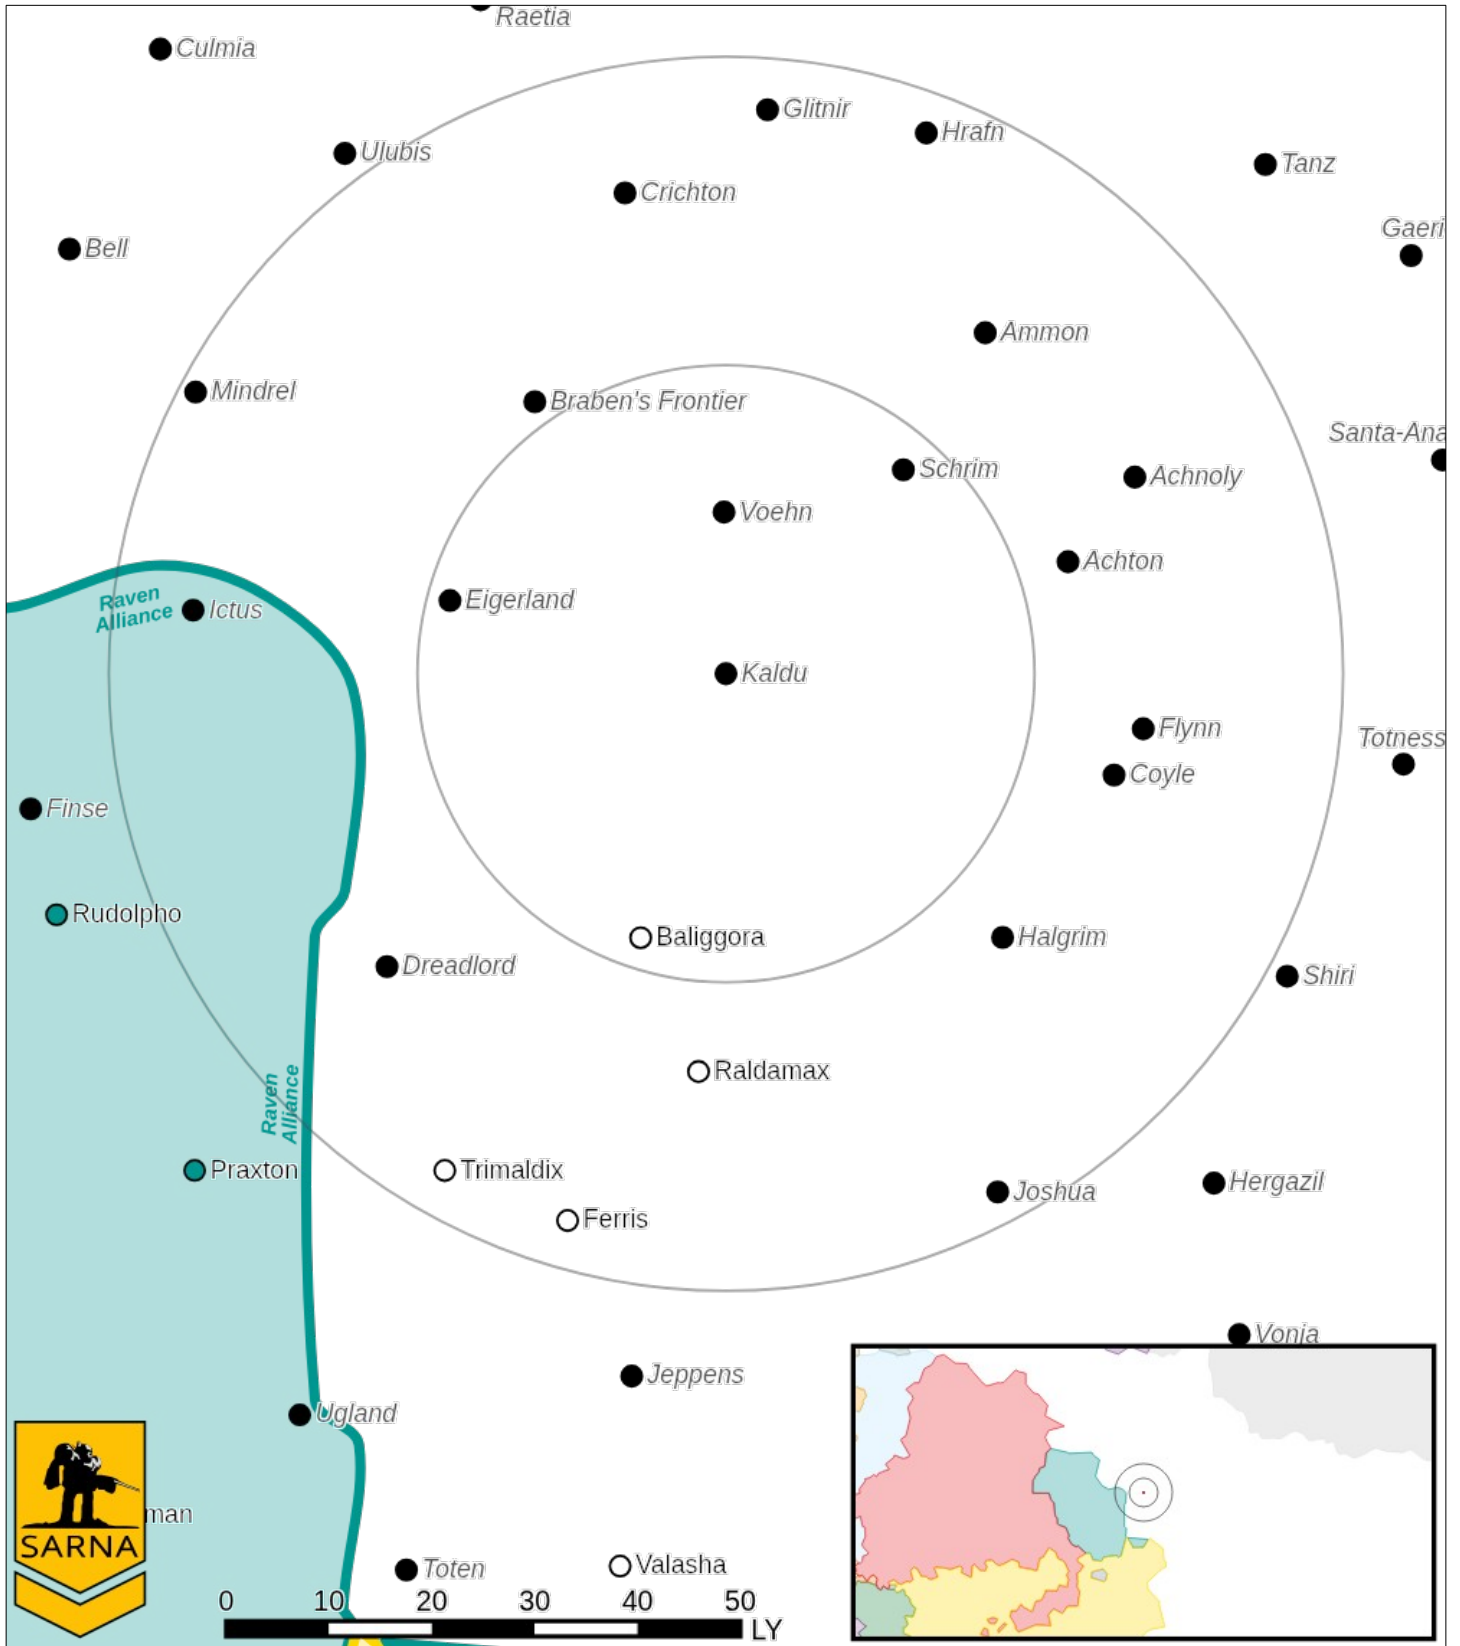 Raetia
Culmia
Glitnir
Hrafn
Ulubis
Tanz
Crichton
Gaeri
Bell
Ammon
Mindrel
Braben's Frontier
Santa-Ana
Schrim
Achnoly
Voehn
Achton
Raven
Alliance
Ictus
Eigerland
Kaldu
Flynn
Totness
Coyle
Finse
Rudolpho
Baliggora
Halgrim
Dreadlord
Shiri
Raldamax
Raven
Alliance
Praxton
Trimaldix
Hergazil
Joshua
Ferris
Vonja
Jeppens
Ugland
man
SARNA
Toten
Valasha
0 10 20 30 40 50
LY